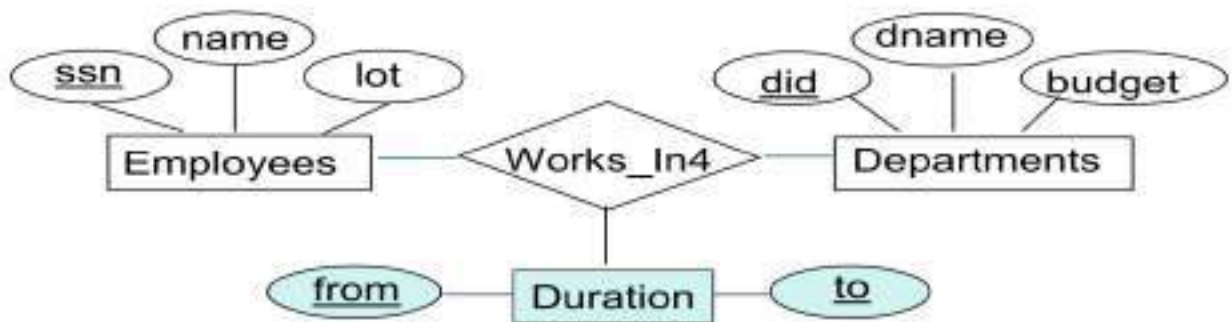 name
dname
ssn
lot
did
budget
Employees
Works_In4
Departments
from
Duration
to